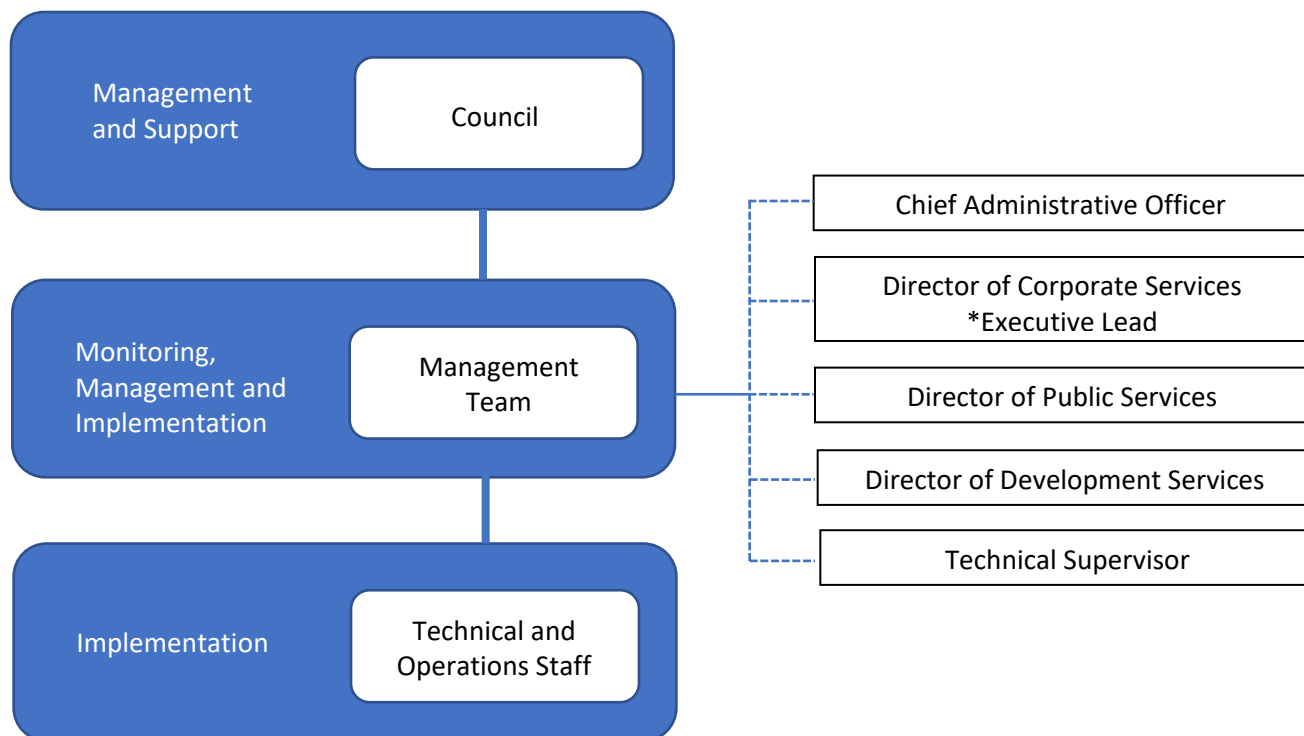 Management
and Support
Council
Chief Administrative Officer
Director of Corporate Services
*Executive Lead
Monitoring,
Management and
Implementation
Management
Team
Director of Public Services
Director of Development Services
Technical Supervisor
Implementation
Technical and
Operations Staff